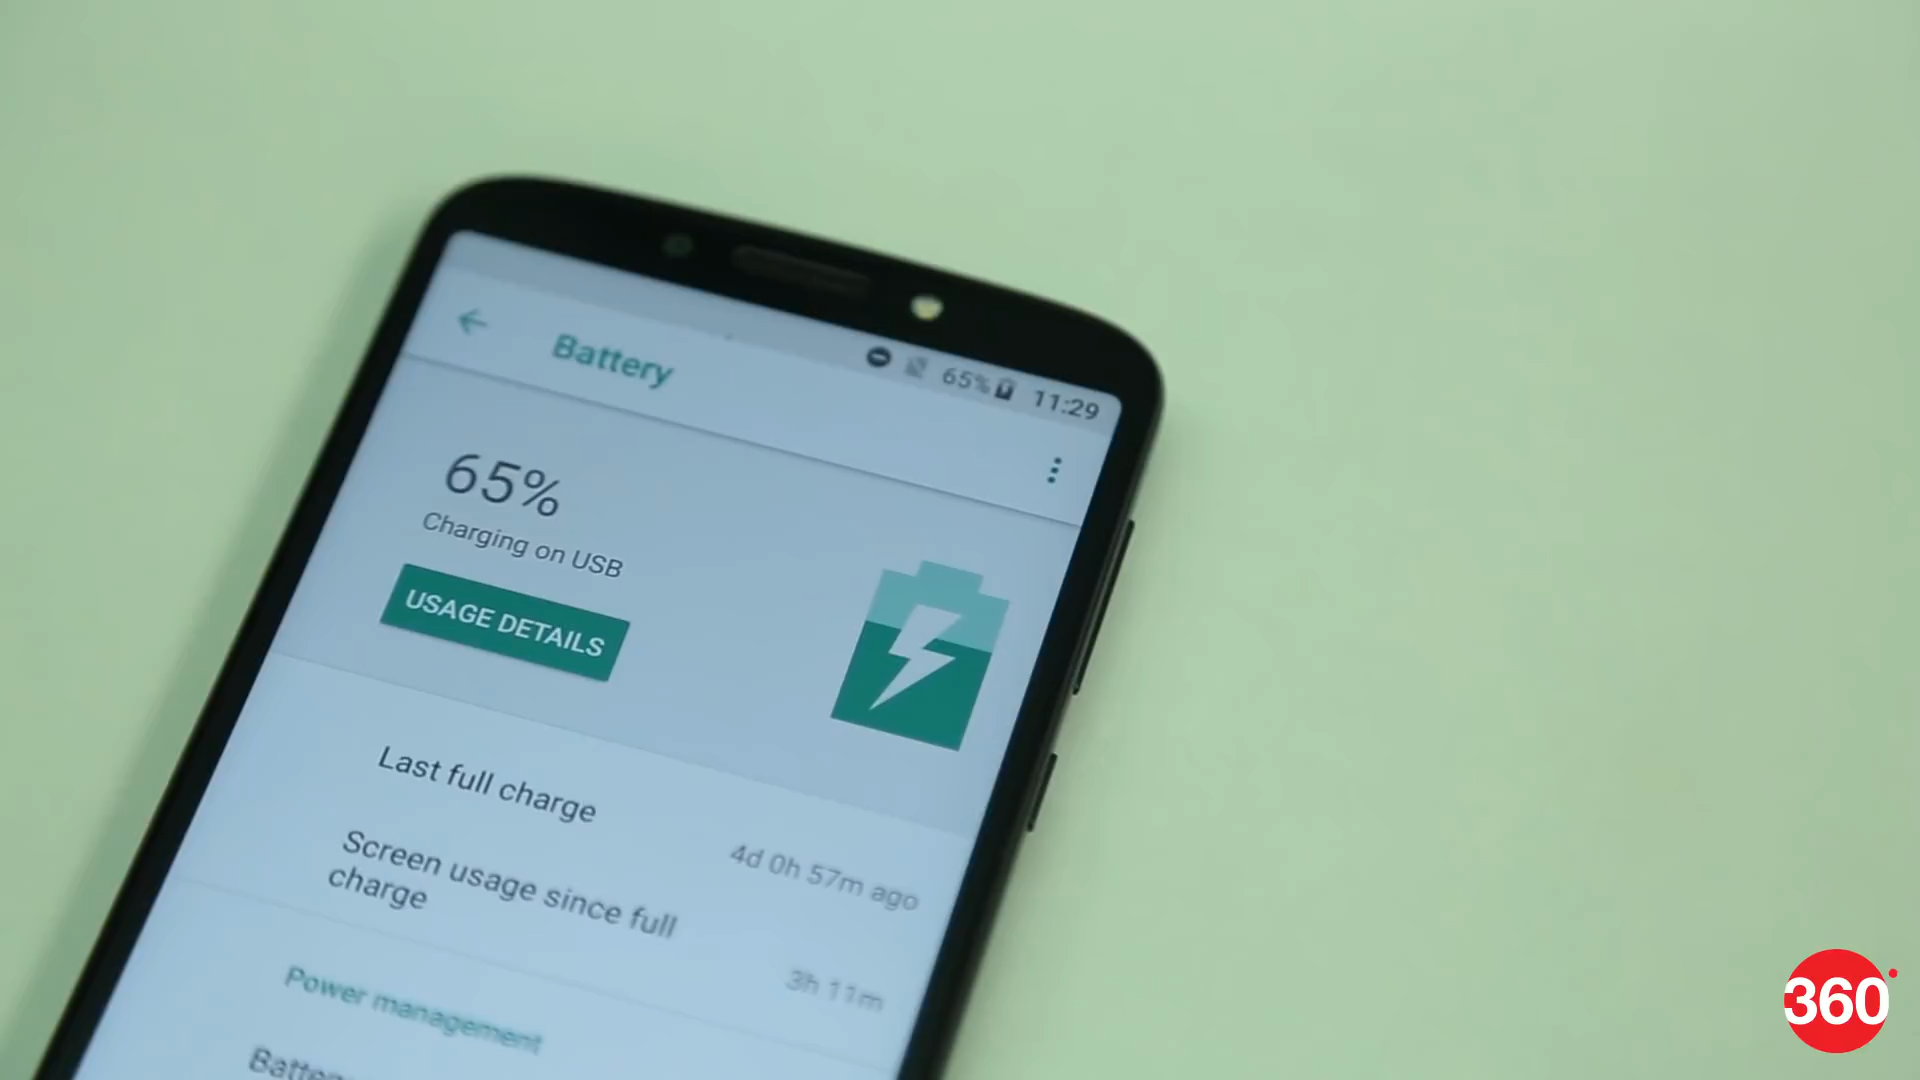 65% 11:29
Battery
65%
Charging on USB
USAGE DETAILS
Last full charge
4d 0h 57m ago
Screen usage since full
charge
3h 11m
Power management
Battery
360